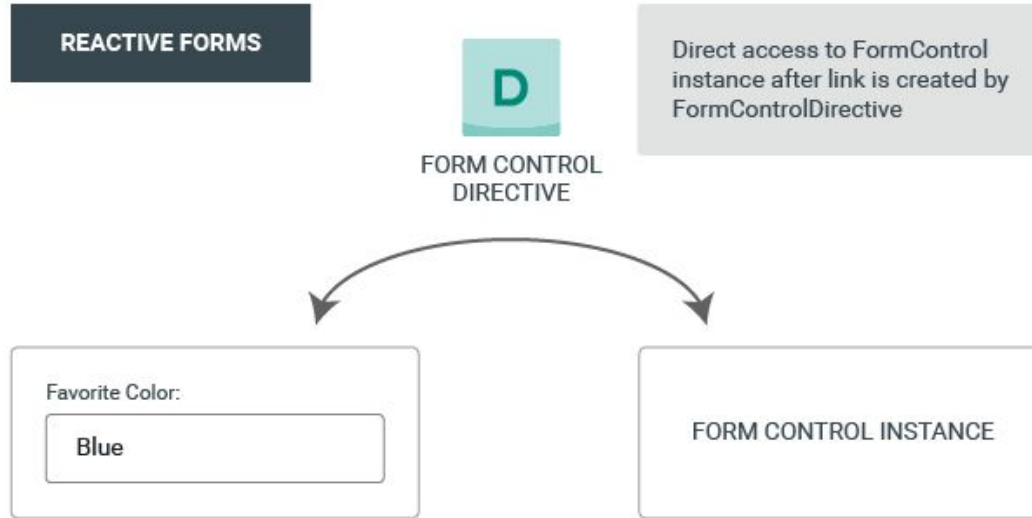 REACTIVE FORMS
D
FORM CONTROL
DIRECTIVE
Direct access to FormControl
instance after link is created by
FormControlDirective
Favorite Color:
Blue
FORM CONTROL INSTANCE